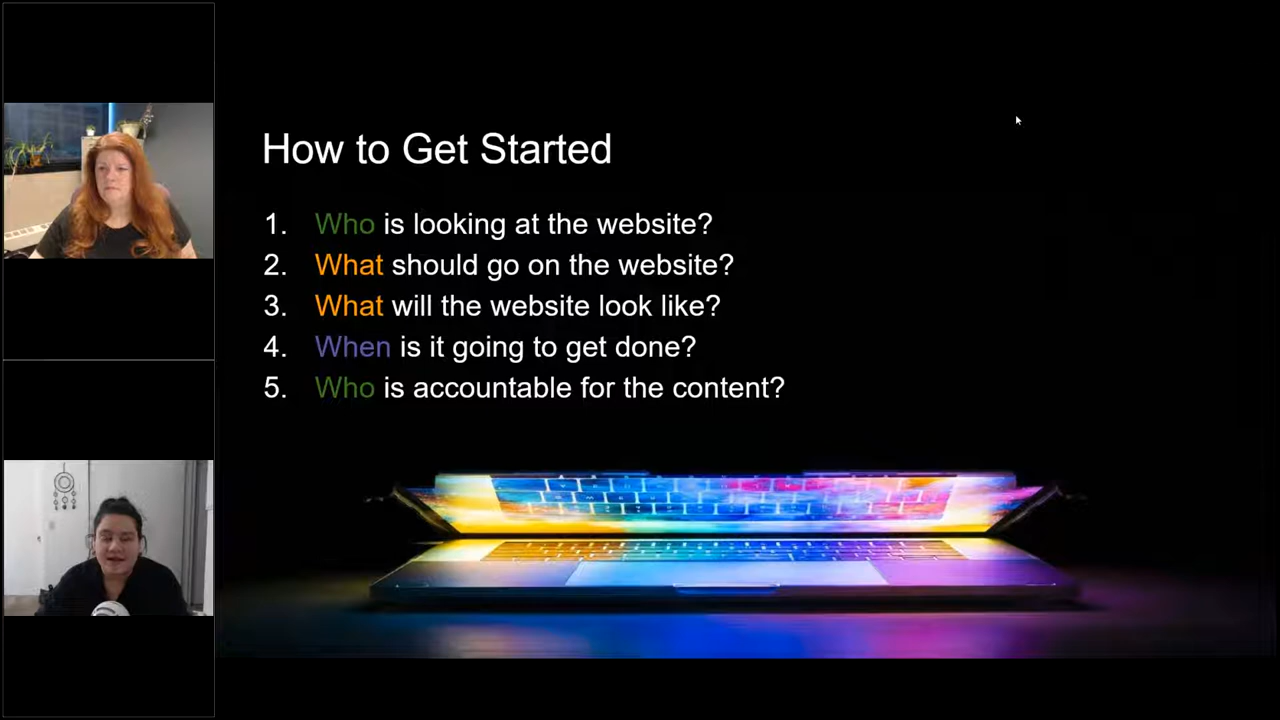 How to Get Started
1. Who is looking at the website?
2. What should go on the website?
3. What will the website look like?
4. When is it going to get done?
5. Who is accountable for the content?